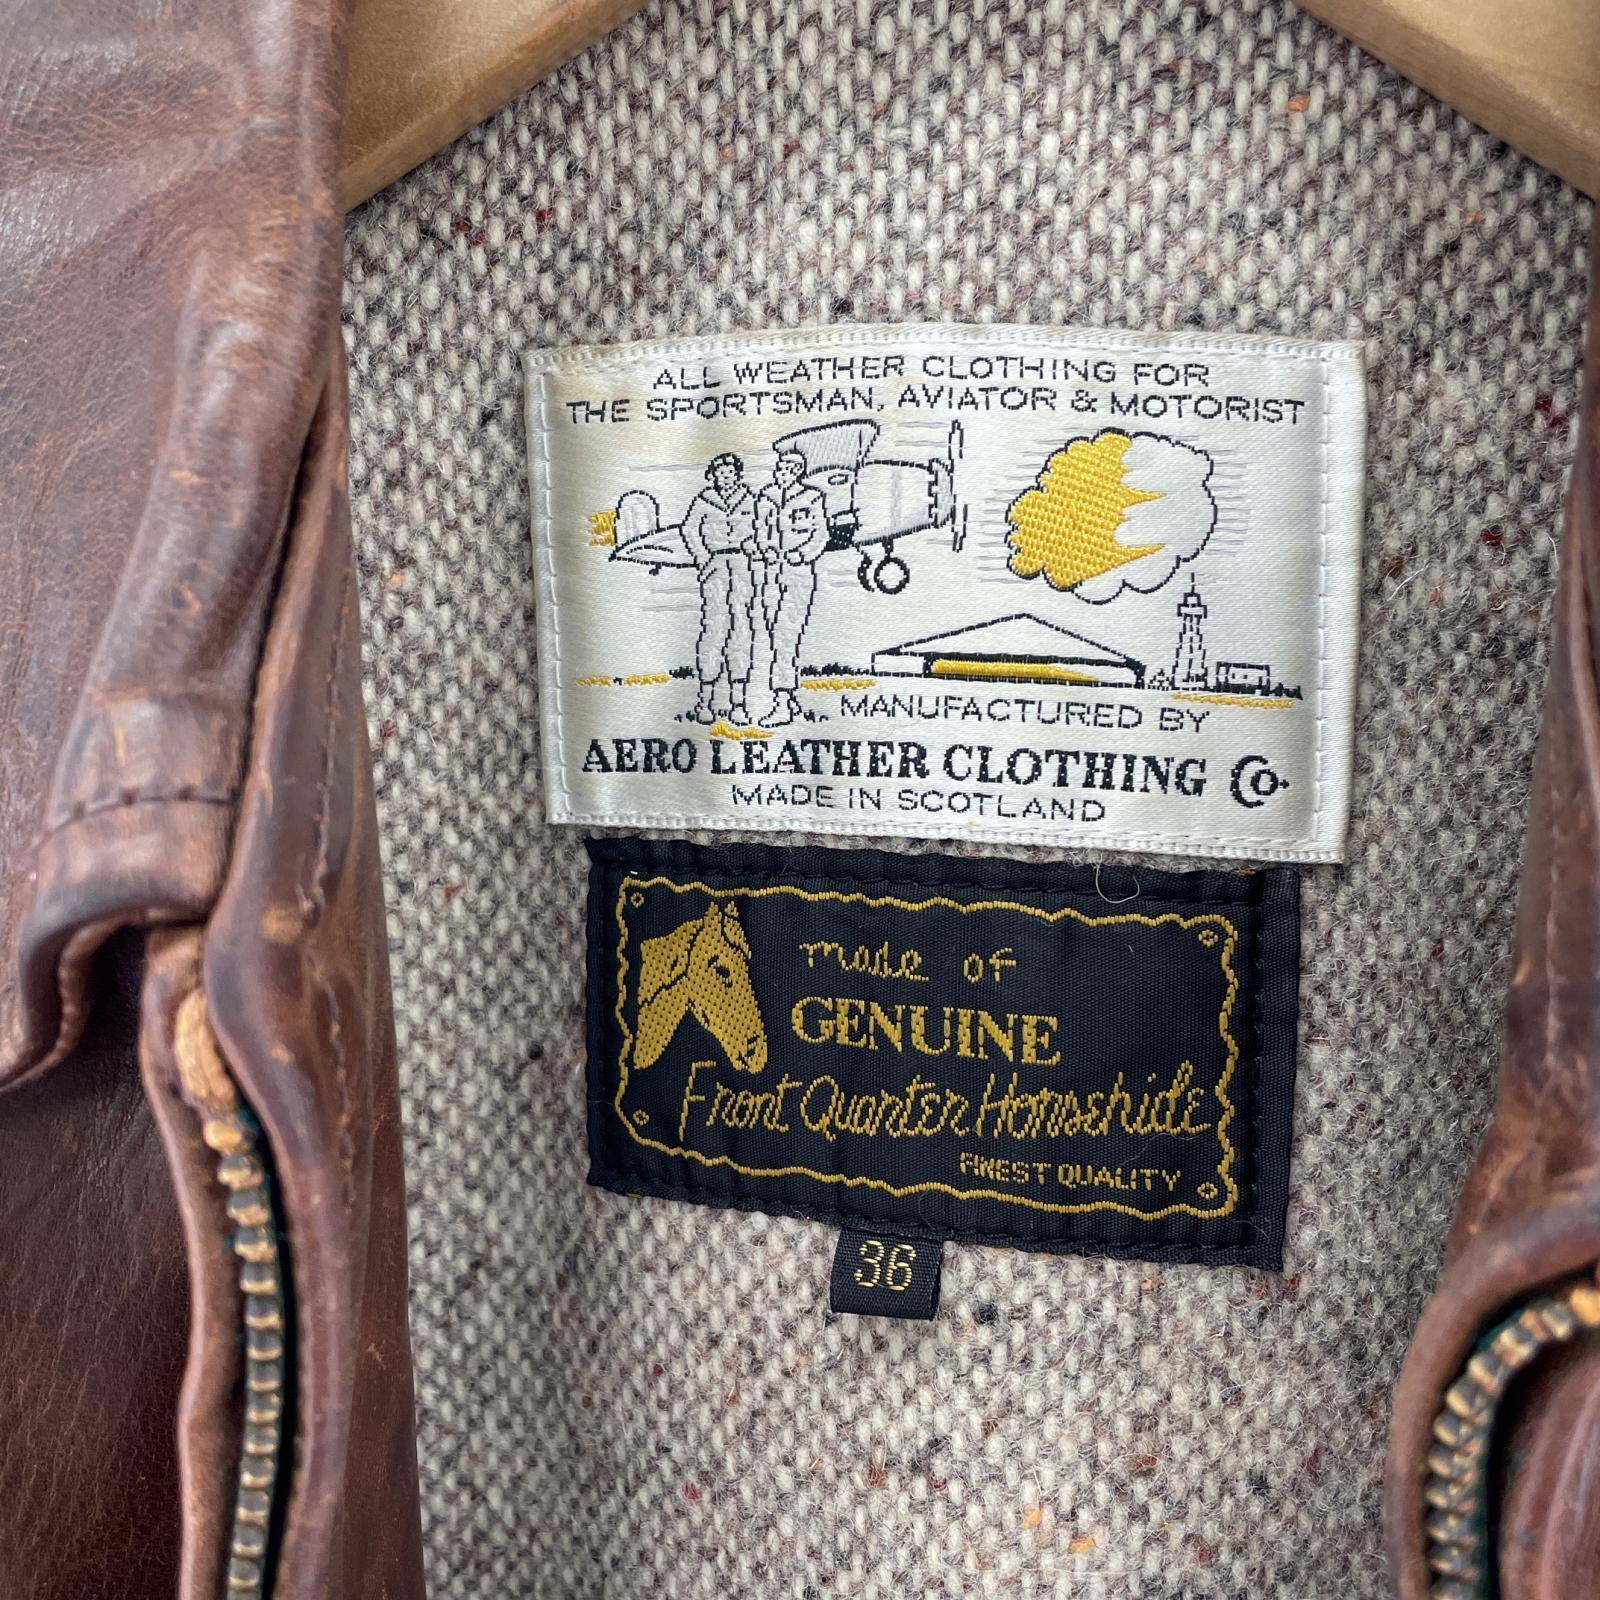 ALL WEATHER CLOTHING FOR
THE SPORTSMAN, AVIATOR & MOTORIST
MANUFACTURED BY
AERO LEATHER CLOTHING Co.
MADE IN SCOTLAND
made of
GENUINE
Front Quarter Horsehide
FINEST QUALITY
36